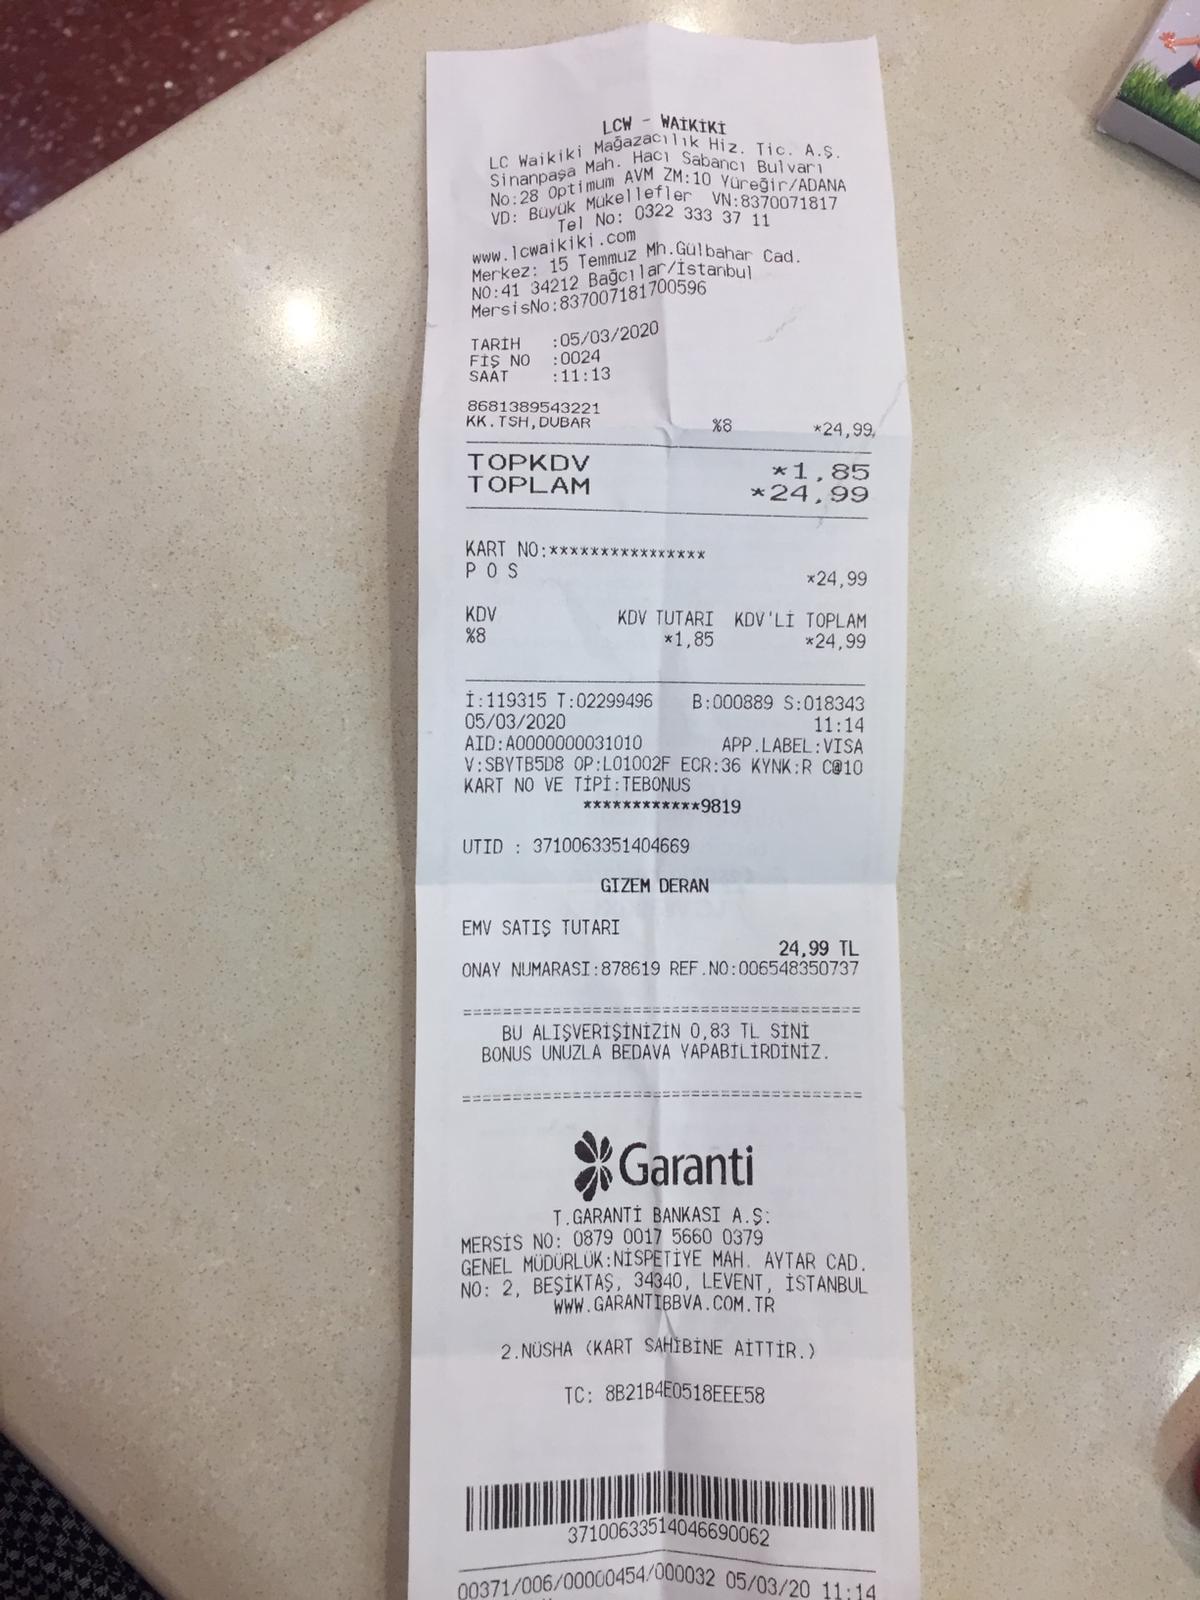 LCW - WAİKİKİ
LC Waikiki Mağazacılık Hiz. Tic. A.Ş.
Sinanpaşa Mah. Hacı Sabancı Bulvarı
No:28 Optimum AVM ZM:10 Yüreğir/ADANA
VD: Büyük Mükellefler VN:8370071817
Tel No: 0322 333 37 11
www.lcwaikiki.com
Merkez: 15 Temmuz Mh.Gülbahar Cad.
NO:41 34212 Bağcılar/İstanbul
MersisNo:837007181700596
TARİH :05/03/2020
FİŞ NO :0024
SAAT :11:13
8681389543221
KK.TSH,DUBAR %8 *24,99
TOPKDV *1,85
TOPLAM *24,99
KART NO:****************
P O S *24,99
KDV KDV TUTARI KDV'Lİ TOPLAM
%8 *1,85 *24,99
İ:119315 T:02299496 B:000889 S:018343
05/03/2020 11:14
AID:A0000000031010 APP.LABEL:VISA
V:SBYTB5D8 OP:L01002F ECR:36 KYNK:R C@10
KART NO VE TİPİ:TEBONUS
************9819
UTID : 3710063351404669
GIZEM DERAN
EMV SATIŞ TUTARI
24,99 TL
ONAY NUMARASI:878619 REF.NO:006548350737
========================================
BU ALIŞVERİŞİNİZİN 0,83 TL SİNİ
BONUS UNUZLA BEDAVA YAPABİLİRDİNİZ.
========================================
Garanti
T.GARANTİ BANKASI A.Ş:
MERSİS NO: 0879 0017 5660 0379
GENEL MÜDÜRLÜK:NİSPETİYE MAH. AYTAR CAD.
NO: 2, BEŞİKTAŞ, 34340, LEVENT, İSTANBUL
WWW.GARANTIBBVA.COM.TR
2.NÜSHA (KART SAHİBİNE AİTTİR.)
TC: 8B21B4E0518EEE58
37100633514046690062
00371/006/00000454/000032 05/03/20 11:14